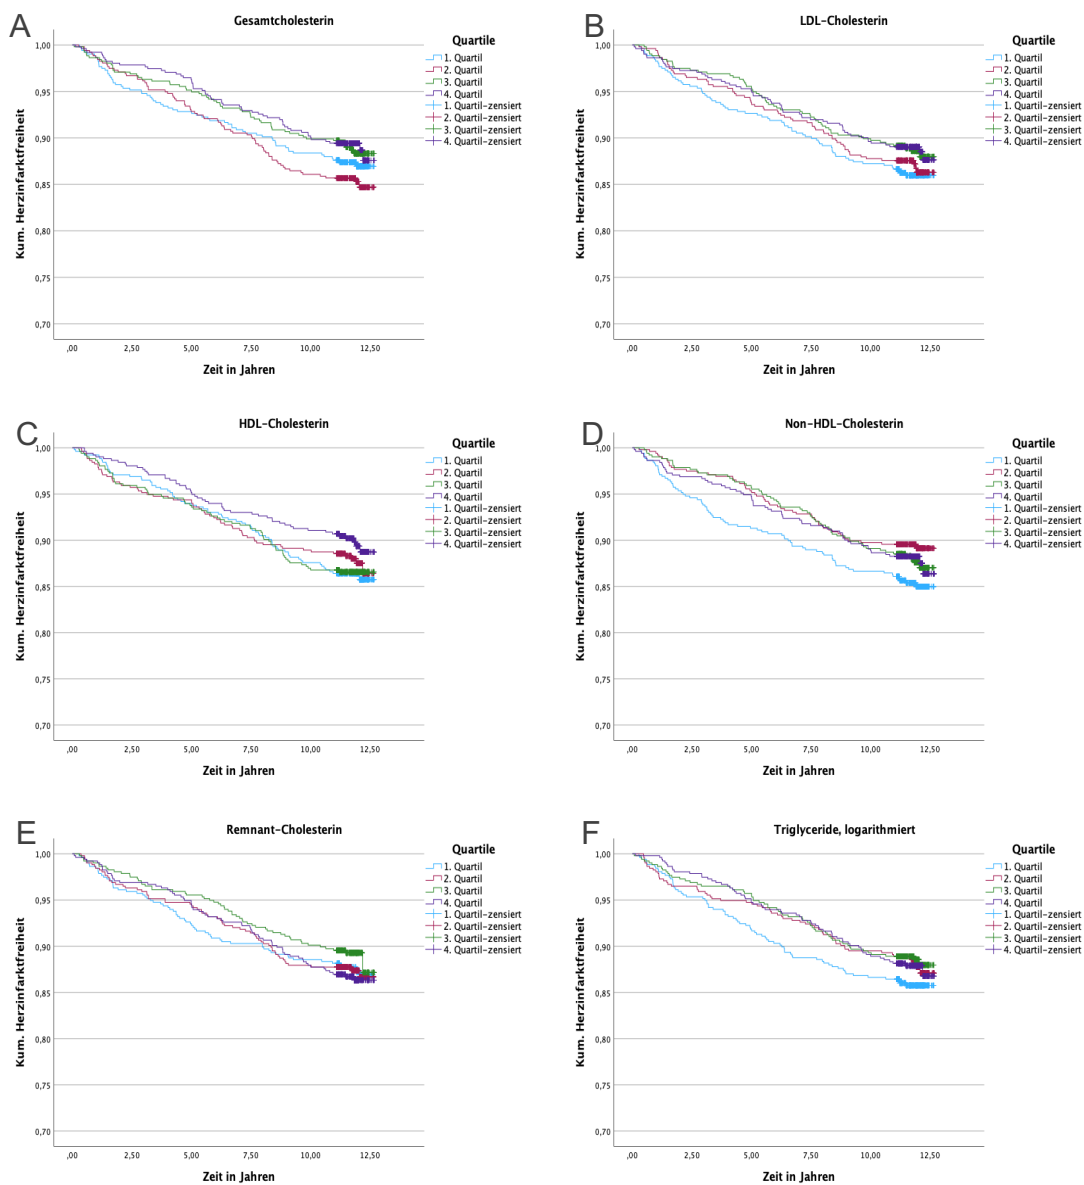 A
Gesamtcholesterin
Kum. Herzinfarktfreiheit
1,00
0,95
0,90
0,85
0,80
0,75
0,70
,00 2,50 5,00 7,50 10,00 12,50
Zeit in Jahren
Quartile
1. Quartil
2. Quartil
3. Quartil
4. Quartil
1. Quartil-zensiert
2. Quartil-zensiert
3. Quartil-zensiert
4. Quartil-zensiert
B
LDL-Cholesterin
Kum. Herzinfarktfreiheit
1,00
0,95
0,90
0,85
0,80
0,75
0,70
,00 2,50 5,00 7,50 10,00 12,50
Zeit in Jahren
Quartile
1. Quartil
2. Quartil
3. Quartil
4. Quartil
1. Quartil-zensiert
2. Quartil-zensiert
3. Quartil-zensiert
4. Quartil-zensiert
C
HDL-Cholesterin
Kum. Herzinfarktfreiheit
1,00
0,95
0,90
0,85
0,80
0,75
0,70
,00 2,50 5,00 7,50 10,00 12,50
Zeit in Jahren
Quartile
1. Quartil
2. Quartil
3. Quartil
4. Quartil
1. Quartil-zensiert
2. Quartil-zensiert
3. Quartil-zensiert
4. Quartil-zensiert
D
Non-HDL-Cholesterin
Kum. Herzinfarktfreiheit
1,00
0,95
0,90
0,85
0,80
0,75
0,70
,00 2,50 5,00 7,50 10,00 12,50
Zeit in Jahren
Quartile
1. Quartil
2. Quartil
3. Quartil
4. Quartil
1. Quartil-zensiert
2. Quartil-zensiert
3. Quartil-zensiert
4. Quartil-zensiert
E
Remnant-Cholesterin
Kum. Herzinfarktfreiheit
1,00
0,95
0,90
0,85
0,80
0,75
0,70
,00 2,50 5,00 7,50 10,00 12,50
Zeit in Jahren
Quartile
1. Quartil
2. Quartil
3. Quartil
4. Quartil
1. Quartil-zensiert
2. Quartil-zensiert
3. Quartil-zensiert
4. Quartil-zensiert
F
Triglyceride, logarithmiert
Kum. Herzinfarktfreiheit
1,00
0,95
0,90
0,85
0,80
0,75
0,70
,00 2,50 5,00 7,50 10,00 12,50
Zeit in Jahren
Quartile
1. Quartil
2. Quartil
3. Quartil
4. Quartil
1. Quartil-zensiert
2. Quartil-zensiert
3. Quartil-zensiert
4. Quartil-zensiert